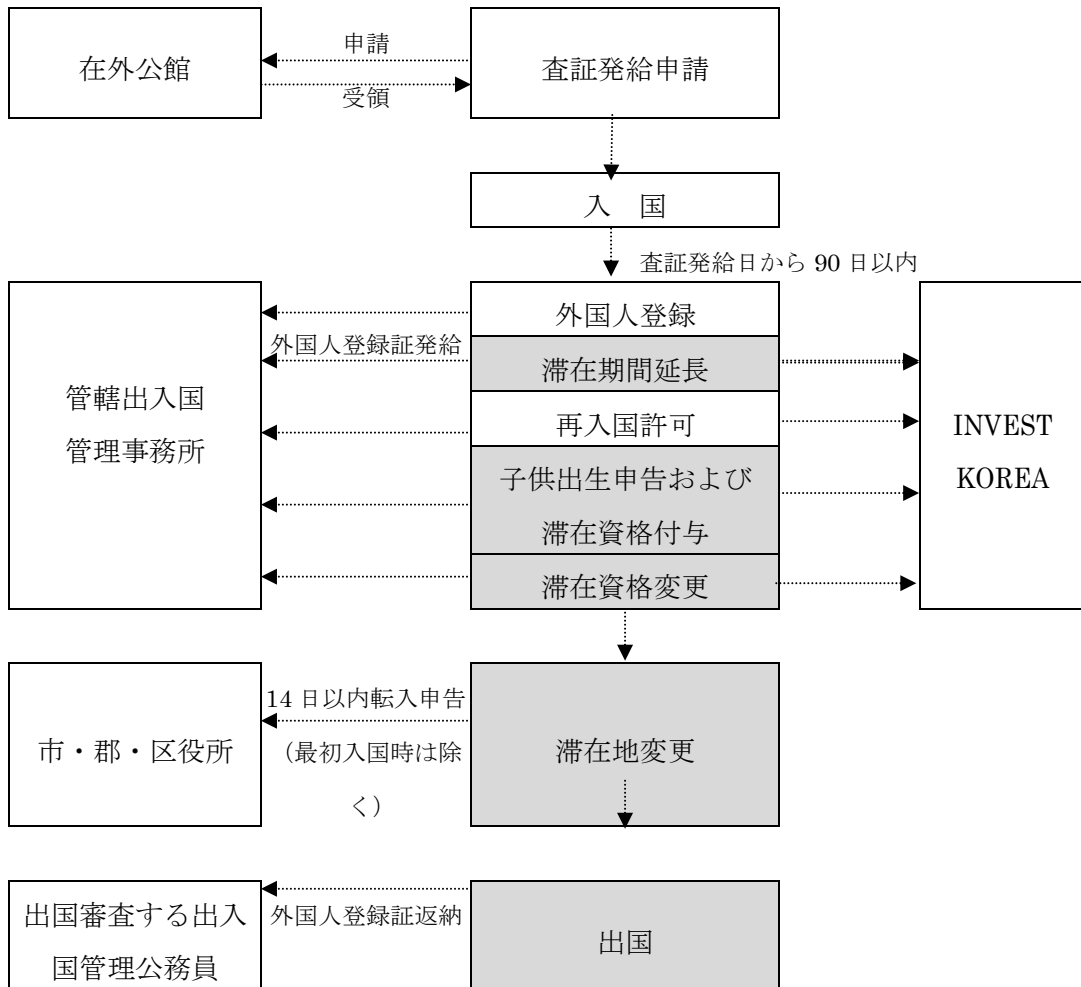 在外公館
申請
受領
査証発給申請
入　国
査証発給日から 90 日以内
管轄出入国
管理事務所
外国人登録証発給
外国人登録
滞在期間延長
再入国許可
子供出生申告および
滞在資格付与
滞在資格変更
INVEST
KOREA
市・郡・区役所
14 日以内転入申告
（最初入国時は除
く）
滞在地変更
出国審査する出入
国管理公務員
外国人登録証返納
出国